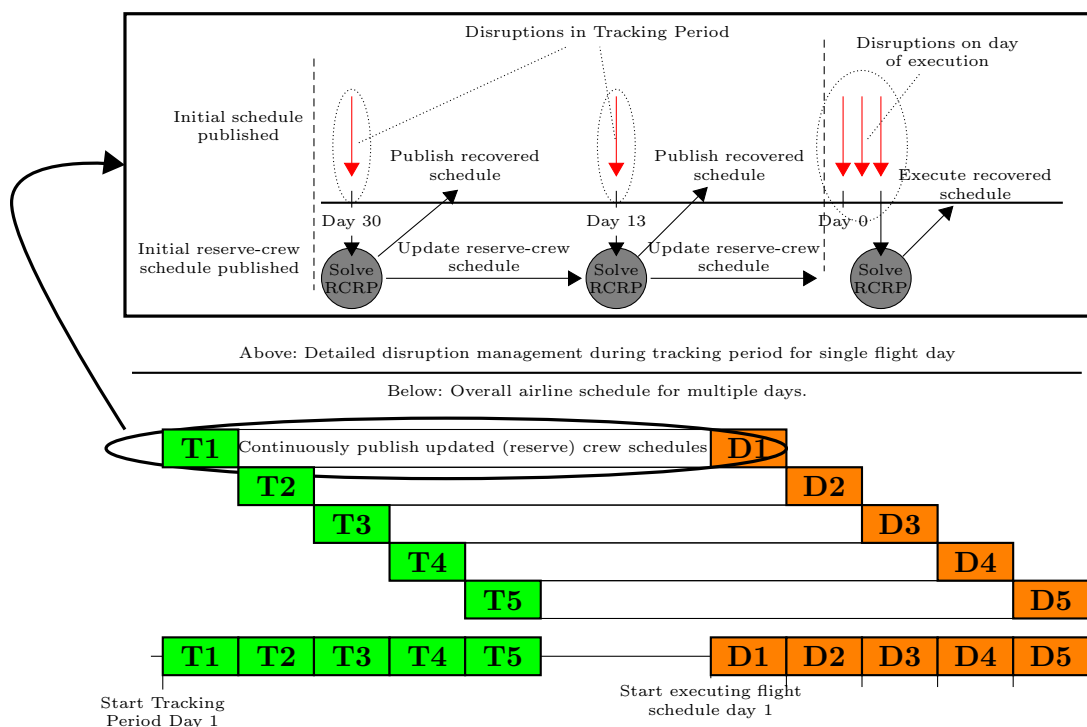 Disruptions in Tracking Period
Disruptions on day
of execution
Initial schedule
published
Publish recovered
schedule
Publish recovered
schedule
Execute recovered
schedule
Day 30
Day 13
Day 0
Initial reserve-crew
schedule published
Solve
RCRP
Update reserve-crew
schedule
Solve
RCRP
Update reserve-crew
schedule
Solve
RCRP
Above: Detailed disruption management during tracking period for single flight day
Below: Overall airline schedule for multiple days.
T1 Continuously publish updated (reserve) crew schedules D1
T2 D2
T3 D3
T4 D4
T5 D5
T1 T2 T3 T4 T5 D1 D2 D3 D4 D5
Start Tracking
Period Day 1
Start executing flight
schedule day 1